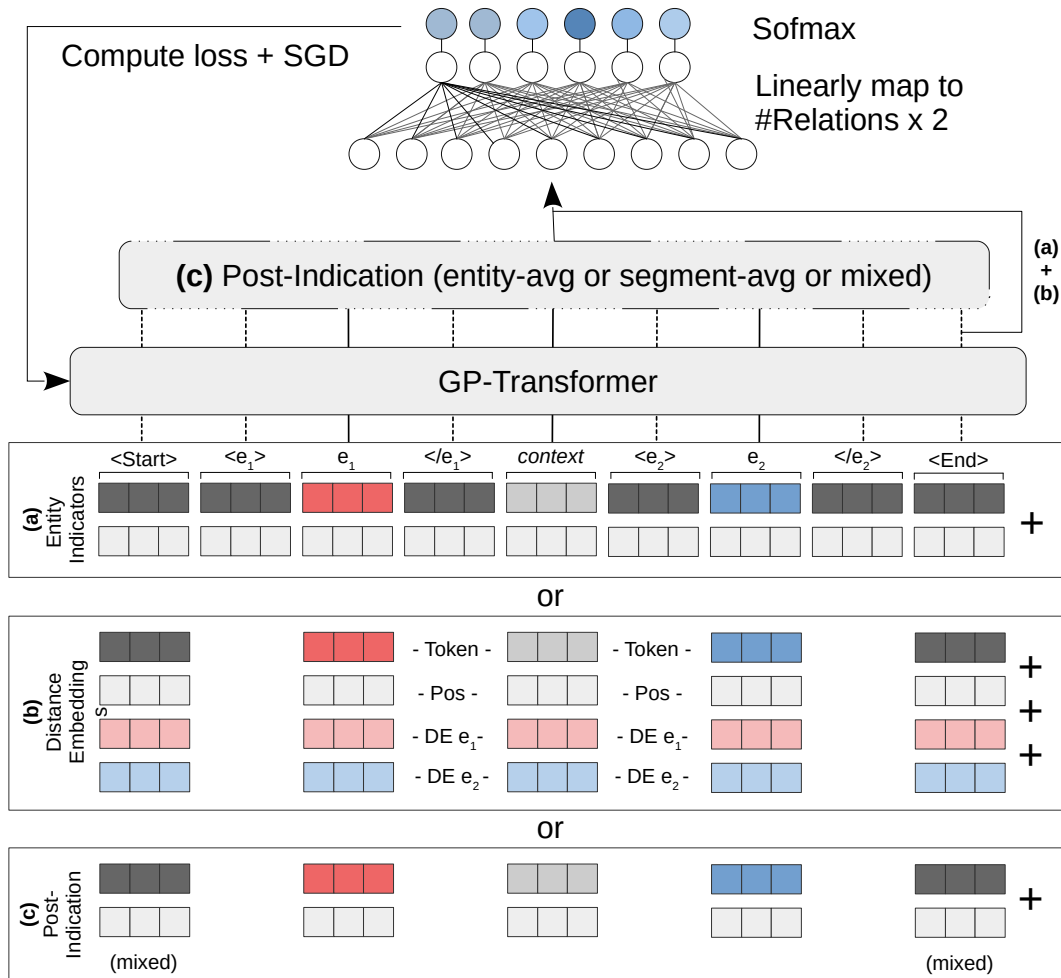 Compute loss + SGD
Sofmax
Linearly map to
#Relations x 2
(a)
+
(b)
(c) Post-Indication (entity-avg or segment-avg or mixed)
GP-Transformer
<Start> <e1> e1 </e1> context <e2> e2 </e2> <End>
(a)
Entity
Indicators
+
or
(b)
Distance
Embedding
s
- Token - - Token -
- Pos - - Pos -
- DE e1- - DE e1-
- DE e2 - - DE e2 -
+
+
+
or
(c)
Post-
Indication
+
(mixed) (mixed)